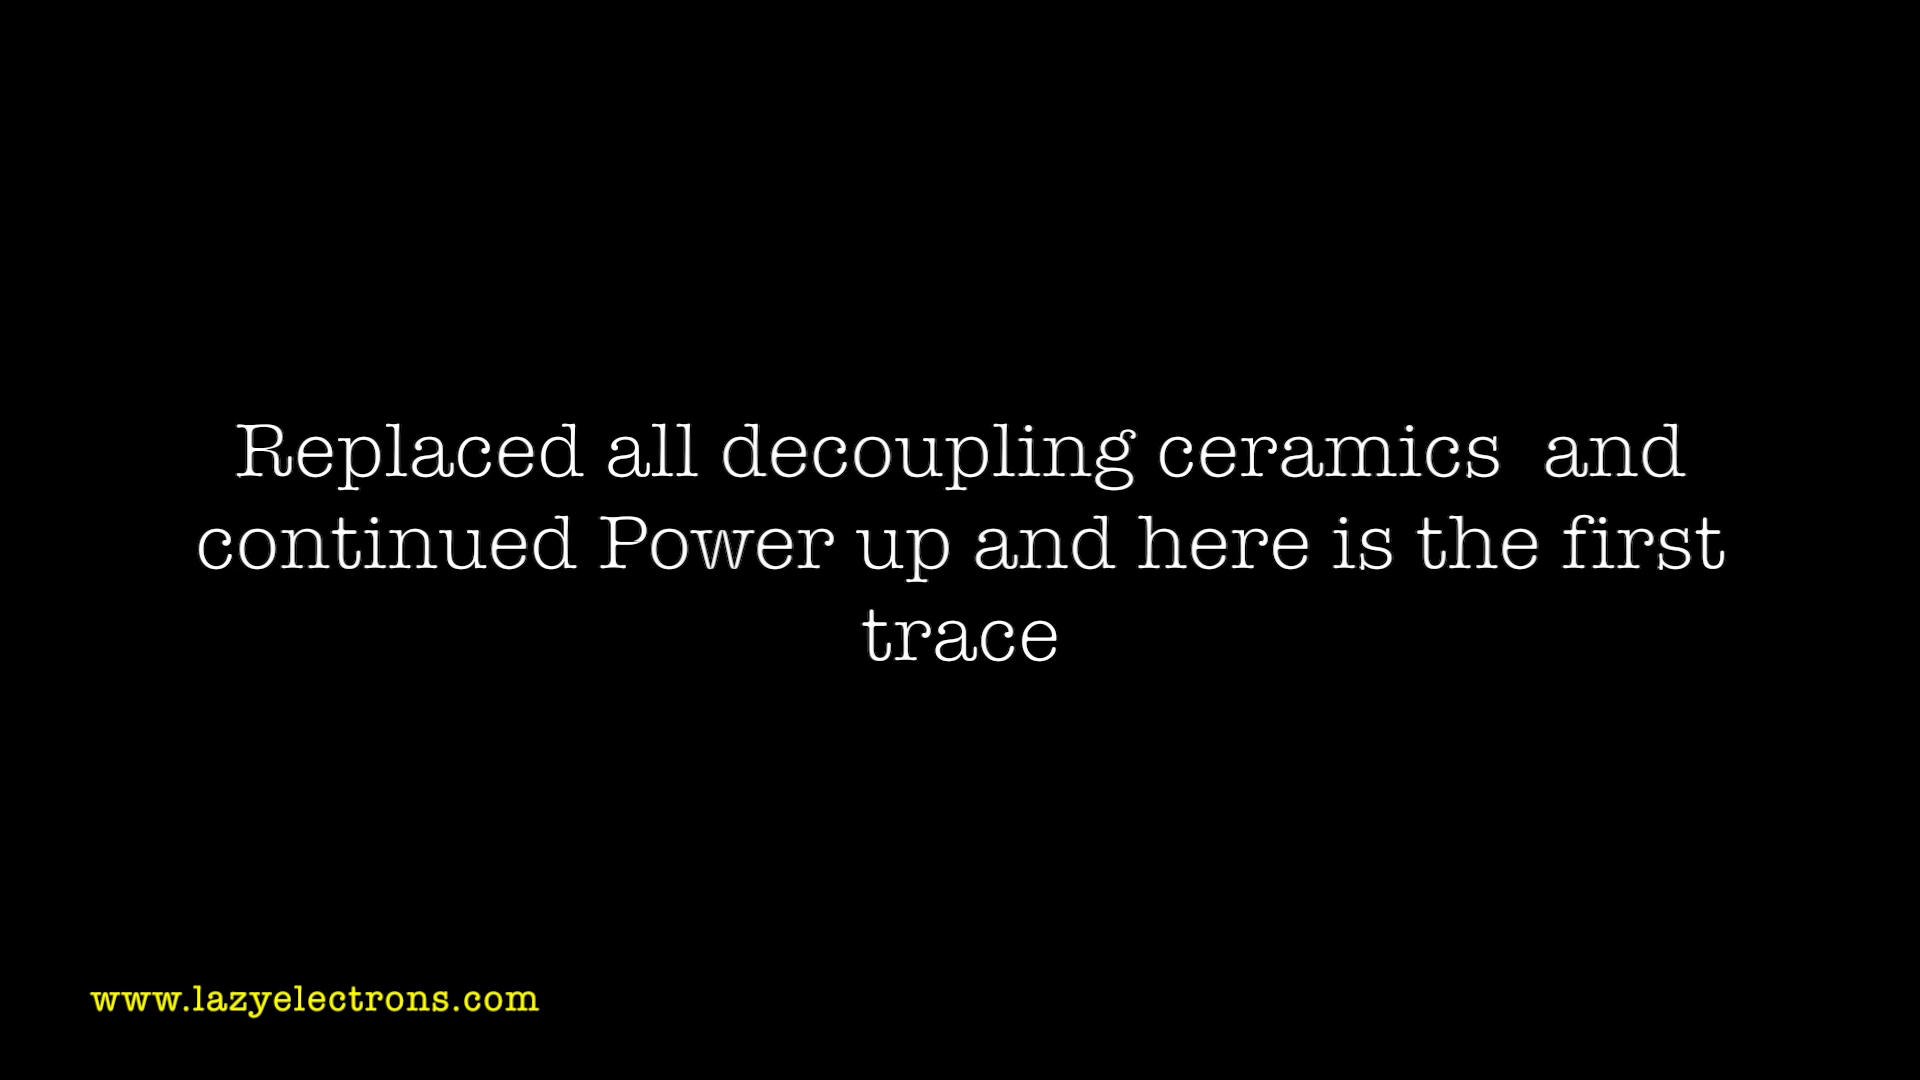 Replaced all decoupling ceramics  and
continued Power up and here is the first
trace
www.lazyelectrons.com